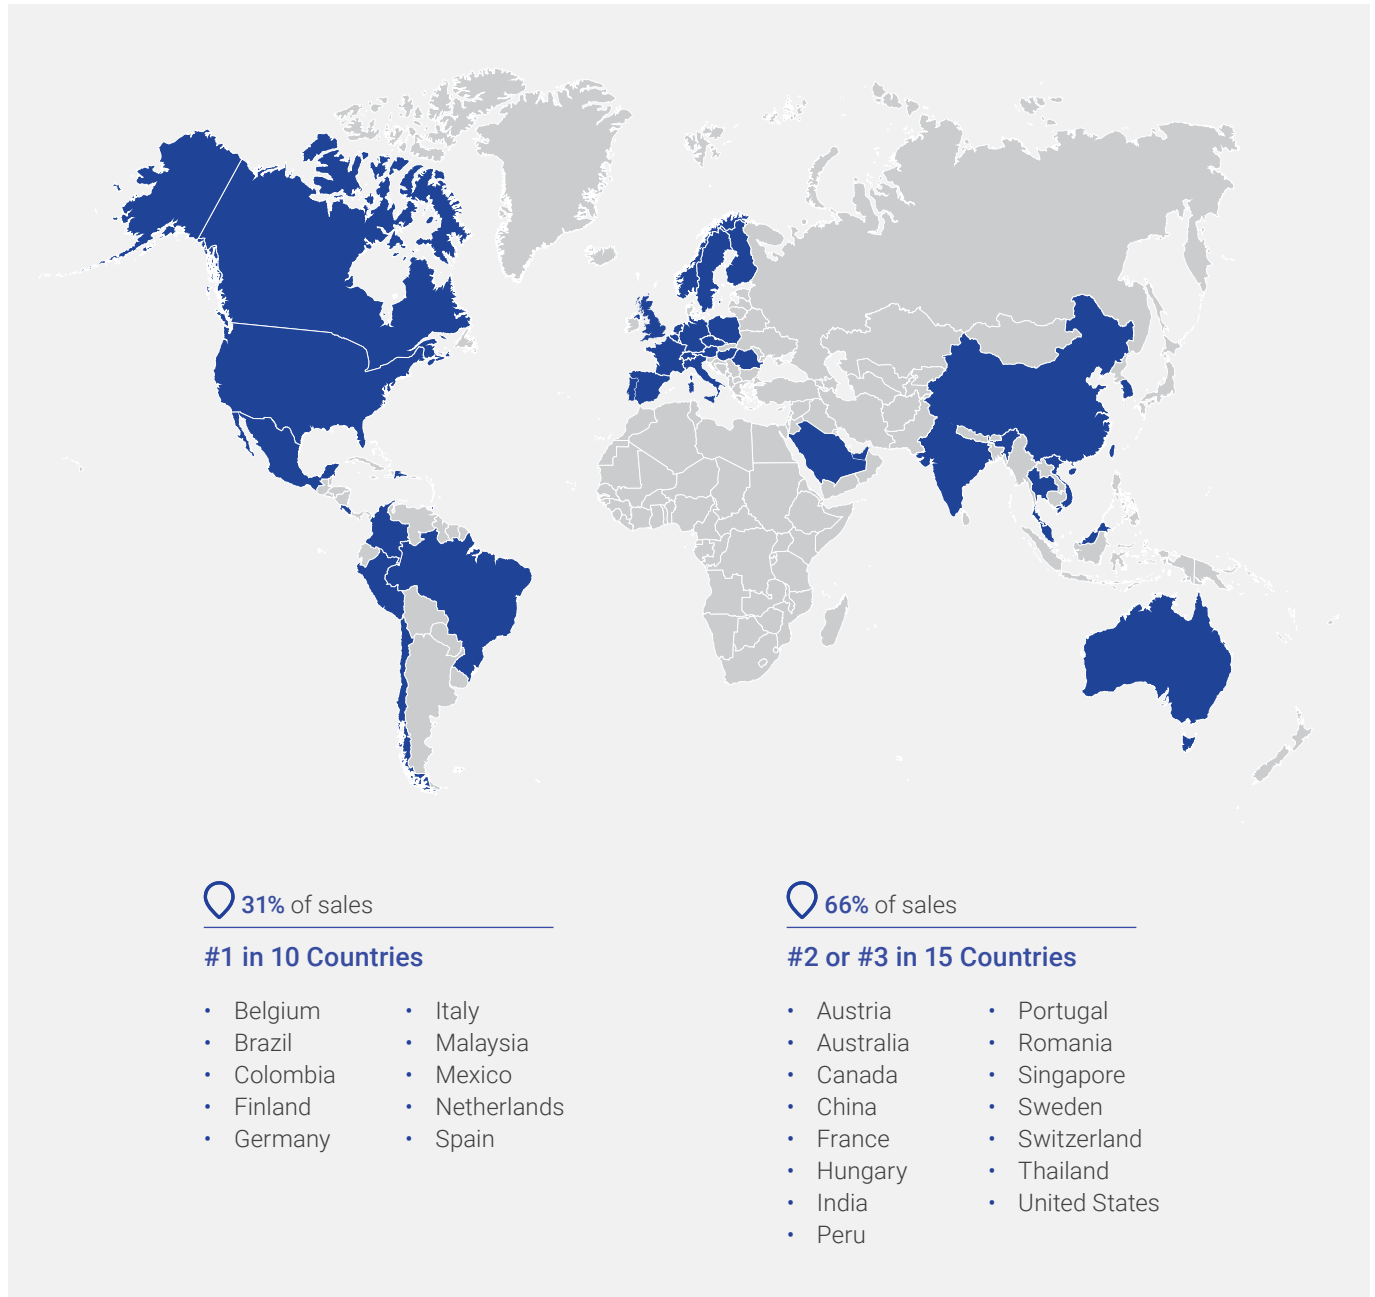 31% of sales
#1 in 10 Countries
• Belgium
• Brazil
• Colombia
• Finland
• Germany
• Italy
• Malaysia
• Mexico
• Netherlands
• Spain
66% of sales
#2 or #3 in 15 Countries
• Austria
• Australia
• Canada
• China
• France
• Hungary
• India
• Peru
• Portugal
• Romania
• Singapore
• Sweden
• Switzerland
• Thailand
• United States